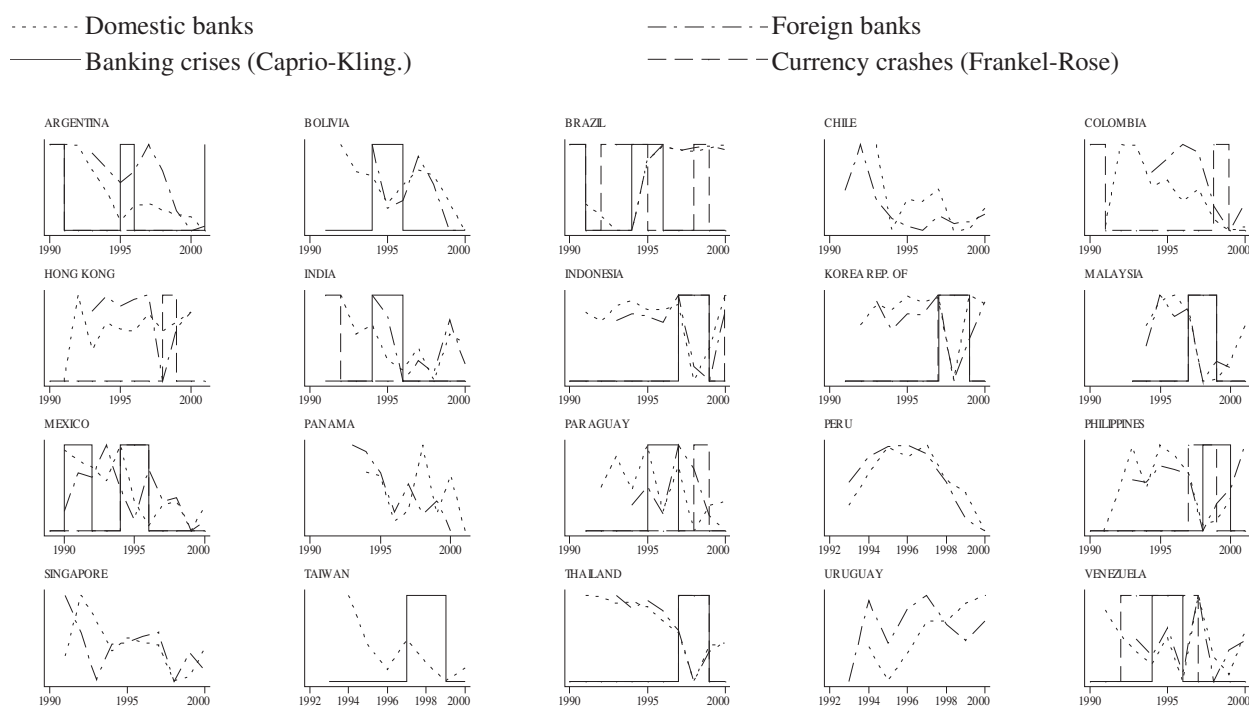 Domestic banks Foreign banks
Banking crises (Caprio-Kling.) Currency crashes (Frankel-Rose)
ARGENTINA BOLIVIA BRAZIL CHILE COLOMBIA
1990 1995 2000 1990 1995 2000 1990 1995 2000 1990 1995 2000 1990 1995 2000
HONG KONG INDIA INDONESIA KOREA REP. OF MALAYSIA
1990 1995 2000 1990 1995 2000 1990 1995 2000 1990 1995 2000 1990 1995 2000
MEXICO PANAMA PARAGUAY PERU PHILIPPINES
1990 1995 2000 1990 1995 2000 1990 1995 2000 1992 1994 1996 1998 2000 1990 1995 2000
SINGAPORE TAIWAN THAILAND URUGUAY VENEZUELA
1990 1995 2000 1992 1994 1996 1998 2000 1990 1995 2000 1992 1994 1996 1998 2000 1990 1995 2000